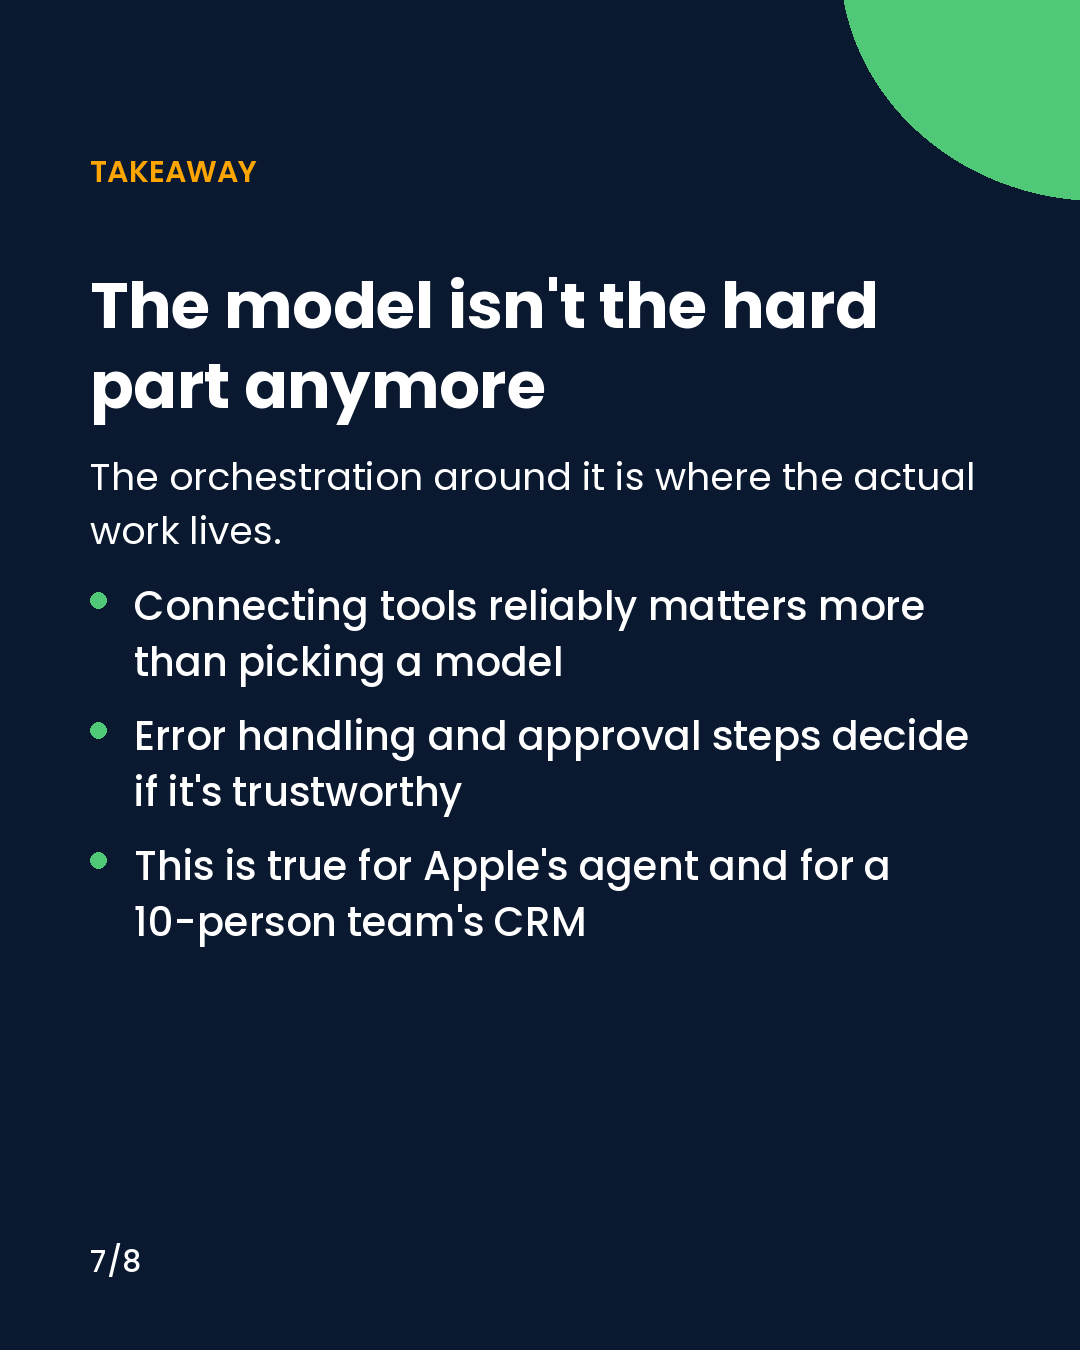 TAKEAWAY
The model isn't the hard
part anymore
The orchestration around it is where the actual
work lives.
Connecting tools reliably matters more
than picking a model
Error handling and approval steps decide
if it's trustworthy
This is true for Apple's agent and for a
10-person team's CRM
7/8